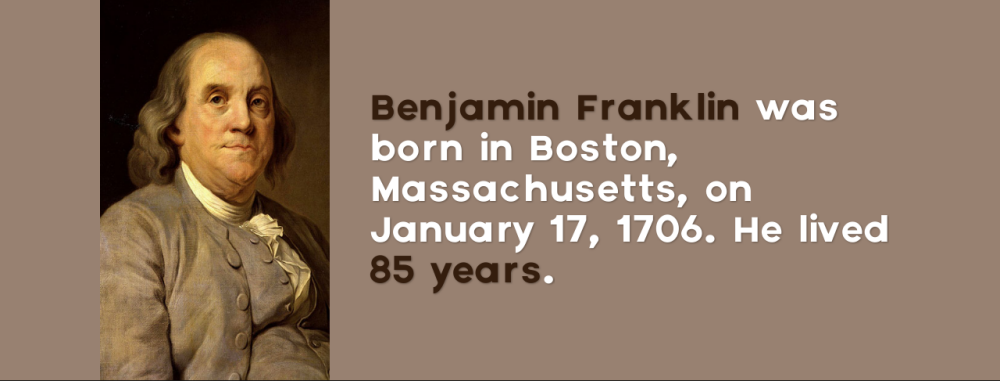 Benjamin Franklin was
born in Boston,
Massachusetts, on
January 17, 1706. He lived
85 years.